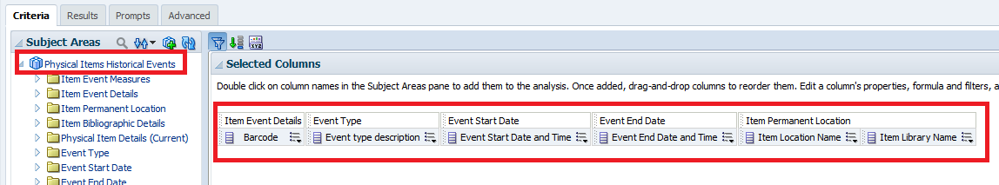 Criteria Results Prompts Advanced
Subject Areas
Physical Items Historical Events
Item Event Measures
Item Event Details
Item Permanent Location
Item Bibliographic Details
Physical Item Details (Current)
Event Type
Event Start Date
Event End Date
Selected Columns
Double click on column names in the Subject Areas pane to add them to the analysis. Once added, drag-and-drop columns to reorder them. Edit a column's properties, formula and filters, a
Item Event Details Event Type Event Start Date Event End Date Item Permanent Location
Barcode Event type description Event Start Date and Time Event End Date and Time Item Location Name Item Library Name